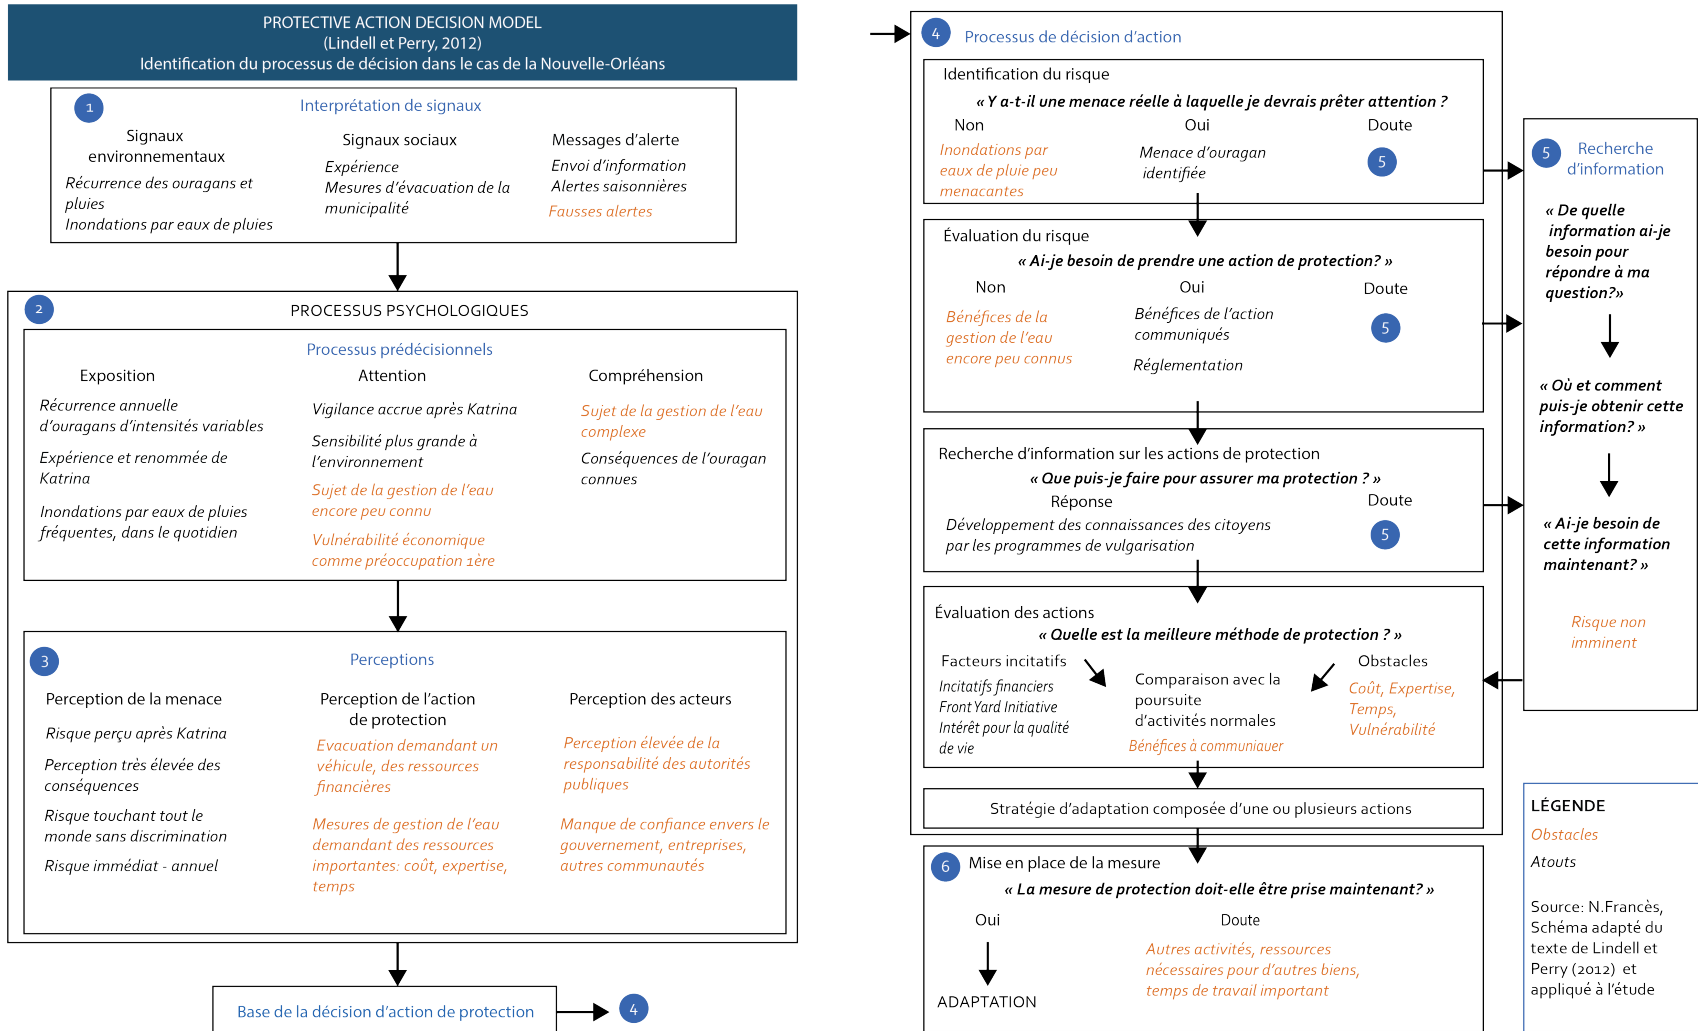 PROTECTIVE ACTION DECISION MODEL
(Lindell et Perry, 2012)
Identification du processus de décision dans le cas de la Nouvelle-Orléans
1
Interprétation de signaux
Signaux
environnementaux
Récurrence des ouragans et
pluies
Inondations par eaux de pluies
Signaux sociaux
Expérience
Mesures d'évacuation de la
municipalité
Messages d'alerte
Envoi d'information
Alertes saisonnières
Fausses alertes
2
PROCESSUS PSYCHOLOGIQUES
Processus prédécisionnels
Exposition
Récurrence annuelle
d'ouragans d'intensités variables
Expérience et renommée de
Katrina
Inondations par eaux de pluies
fréquentes, dans le quotidien
Attention
Vigilance accrue après Katrina
Sensibilité plus grande à
l'environnement
Sujet de la gestion de l'eau
encore peu connu
Vulnérabilité économique
comme préoccupation 1ère
Compréhension
Sujet de la gestion de l'eau
complexe
Conséquences de l'ouragan
connues
3
Perceptions
Perception de la menace
Risque perçu après Katrina
Perception très élevée des
conséquences
Risque touchant tout le
monde sans discrimination
Risque immédiat - annuel
Perception de l'action
de protection
Evacuation demandant un
véhicule, des ressources
financières
Mesures de gestion de l'eau
demandant des ressources
importantes: coût, expertise,
temps
Perception des acteurs
Perception élevée de la
responsabilité des autorités
publiques
Manque de confiance envers le
gouvernement, entreprises,
autres communautés
Base de la décision d'action de protection
4
4
Processus de décision d'action
Identification du risque
« Y a-t-il une menace réelle à laquelle je devrais prêter attention ?
Non
Inondations par
eaux de pluie peu
menacantes
Oui
Menace d'ouragan
identifiée
Doute
5
Évaluation du risque
« Ai-je besoin de prendre une action de protection? »
Non
Bénéfices de la
gestion de l'eau
encore peu connus
Oui
Bénéfices de l'action
communiqués
Réglementation
Doute
5
Recherche d'information sur les actions de protection
« Que puis-je faire pour assurer ma protection ? »
Réponse
Développement des connaissances des citoyens
par les programmes de vulgarisation
Doute
5
Évaluation des actions
« Quelle est la meilleure méthode de protection ? »
Facteurs incitatifs
Incitatifs financiers
Front Yard Initiative
Intérêt pour la qualité
de vie
Comparaison avec la
poursuite
d'activités normales
Bénéfices à communiauer
Obstacles
Coût, Expertise,
Temps,
Vulnérabilité
Stratégie d'adaptation composée d'une ou plusieurs actions
6
Mise en place de la mesure
« La mesure de protection doit-elle être prise maintenant? »
Oui
ADAPTATION
Doute
Autres activités, ressources
nécessaires pour d'autres biens,
temps de travail important
5
Recherche
d'information
« De quelle
information ai-je
besoin pour
répondre à ma
question?»
« Où et comment
puis-je obtenir cette
information? »
« Ai-je besoin de
cette information
maintenant? »
Risque non
imminent
LÉGENDE
Obstacles
Atouts
Source: N.Francès,
Schéma adapté du
texte de Lindell et
Perry (2012) et
appliqué à l'étude